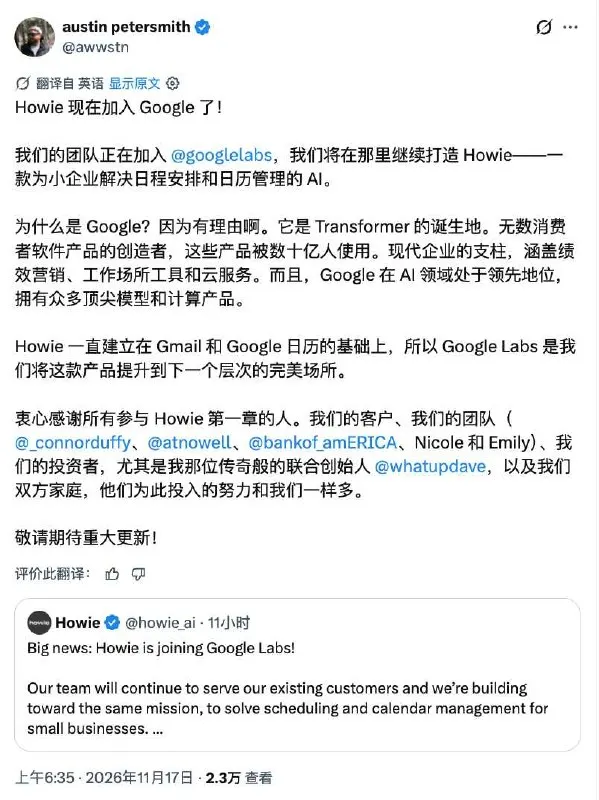 austin petersmith
@awwstn
翻译自 英语 显示原文
Howie 现在加入 Google 了！
我们的团队正在加入 @googlelabs，我们将在那里继续打造 Howie——一
款为小企业解决日程安排和日历管理的 AI。
为什么是 Google？因为有理由啊。它是 Transformer 的诞生地。无数消费
者软件产品的创造者，这些产品被数十亿人使用。现代企业的支柱，涵盖绩
效营销、工作场所工具和云服务。而且，Google 在 AI 领域处于领先地位，
拥有众多顶尖模型和计算产品。
Howie 一直建立在 Gmail 和 Google 日历的基础上，所以 Google Labs 是我
们将这款产品提升到下一个层次的完美场所。
衷心感谢所有参与 Howie 第一章的人。我们的客户、我们的团队（
@_connorduffy、@atnowell、@bankof_amERICA、Nicole 和 Emily）、我
们的投资者，尤其是我那位传奇般的联合创始人 @whatupdave，以及我们
双方家庭，他们为此投入的努力和我们一样多。
敬请期待重大更新！
评价此翻译：
howie Howie @howie_ai · 11小时
Big news: Howie is joining Google Labs!
Our team will continue to serve our existing customers and we're building
toward the same mission, to solve scheduling and calendar management for
small businesses. ...
上午6:35 · 2026年11月17日 · 2.3万 查看